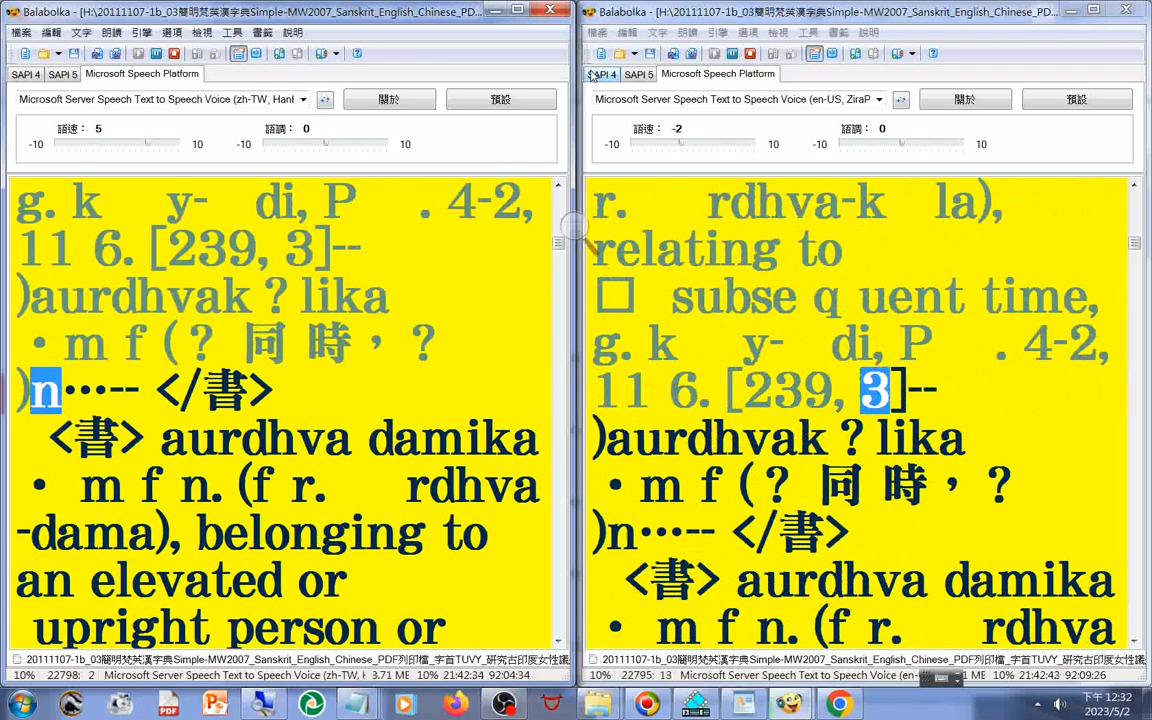 Balabolka - [H:\20111107-1b_03簡明梵英漢字典Simple-MW2007_Sanskrit_English_Chinese_PD...
檔案 編輯 文字 朗讀 引擎 選項 檢視 工具 書籤 說明
SAPI 4 SAPI 5 Microsoft Speech Platform
Microsoft Server Speech Text to Speech Voice (zh-TW, Hanl
關於 預設
語速: 5 語調: 0
-10 10 -10 10
g. k y- di, P . 4-2,
11 6. [239, 3]--
)aurdhvak ? lika
• m f ( ? 同 時 , ?
)n…-- </書>
<書> aurdhva damika
• m f n. (f r. rdhva
-dama), belonging to
an elevated or
upright person or
20111107-1b_03簡明梵英漢字典Simple-MW2007_Sanskrit_English_Chinese_PDF列印檔_字首TUVY_研究古印度女性議
10% 22798: 2 Microsoft Server Speech Text to Speech Voice (zh-TW, H 3.71 MB 10% 21:42:34 92:04:34
Balabolka - [H:\20111107-1b_03簡明梵英漢字典Simple-MW2007_Sanskrit_English_Chinese_PD...
檔案 編輯 文字 朗讀 引擎 選項 檢視 工具 書籤 說明
SAPI 4 SAPI 5 Microsoft Speech Platform
Microsoft Server Speech Text to Speech Voice (en-US, ZiraP
關於 預設
語速: -2 語調: 0
-10 10 -10 10
r. rdhva-k la),
relating to
□ subse q uent time,
g. k y- di, P . 4-2,
11 6. [239, 3]--
)aurdhvak ? lika
• m f ( ? 同 時 , ?
)n…-- </書>
<書> aurdhva damika
• m f n. (f r. rdhva
20111107-1b_03簡明梵英漢字典Simple-MW2007_Sanskrit_English_Chinese_PDF列印檔_字首TUVY_研究古印度女性議
10% 22795: 13 Microsoft Server Speech Text to Speech Voice (en-US 10% 21:42:43 92:09:26
下午 12:32
2023/5/2